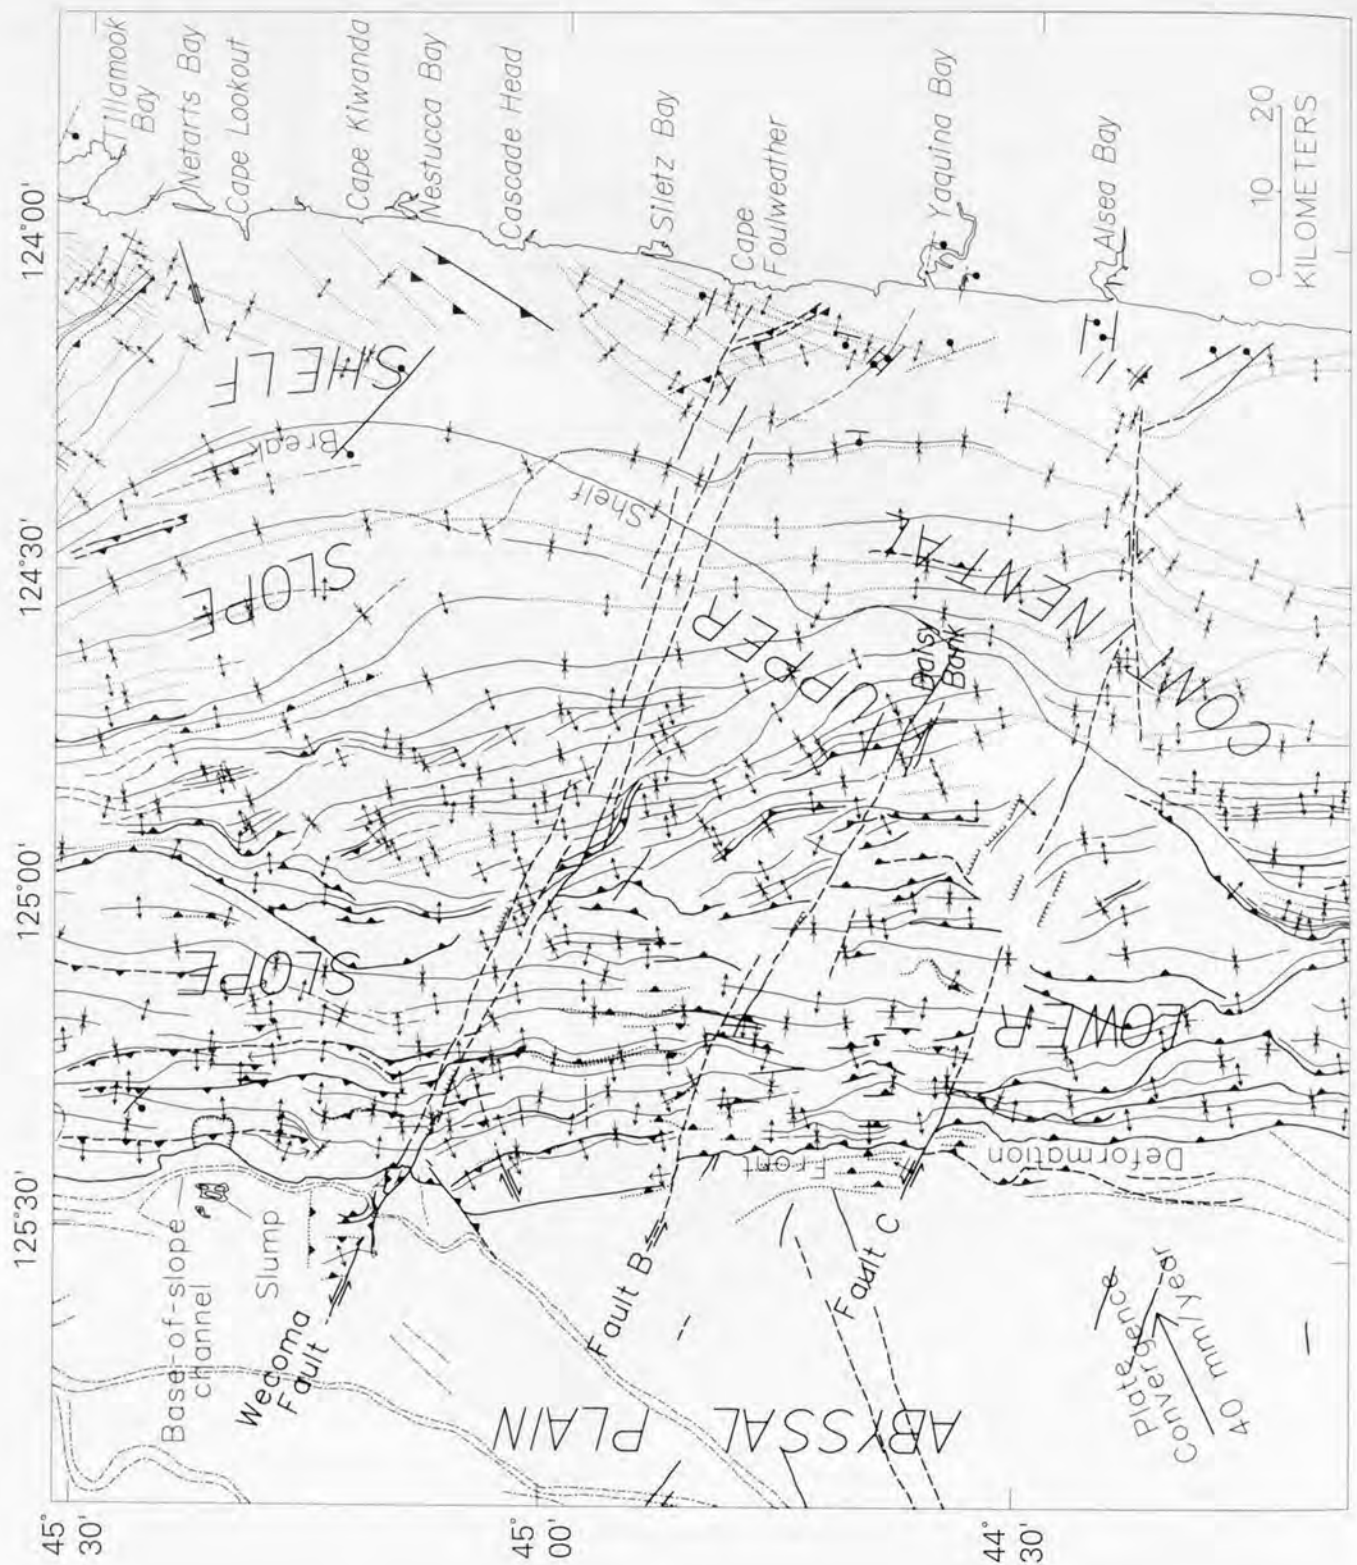 124°00'
124°30'
125°00'
125°30'
45°
30'
45°
00'
44°
30'
Tillamook
Bay
Netarts Bay
Cape Lookout
Cape Kiwanda
Nestucca Bay
Cascade Head
Siletz Bay
Cape
Foulweather
Yaquina Bay
Alsea Bay
0 10 20
KILOMETERS
SHELF
Shelf Break
SLOPE
UPPER
CONTINENTAL
Daisy
Bank
SLOPE
LOWER
Deformation Front
Base-of-slope
channel
Slump
Wecoma
Fault
Fault B
Fault C
ABYSSAL PLAIN
Plate
Convergence
40 mm/year